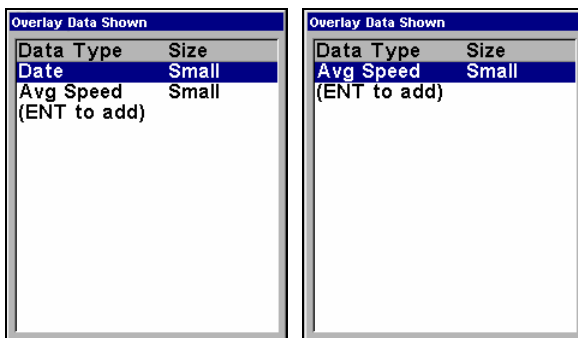 Overlay Data Shown
Data Type Size
Date Small
Avg Speed Small
(ENT to add)
Overlay Data Shown
Data Type Size
Avg Speed Small
(ENT to add)